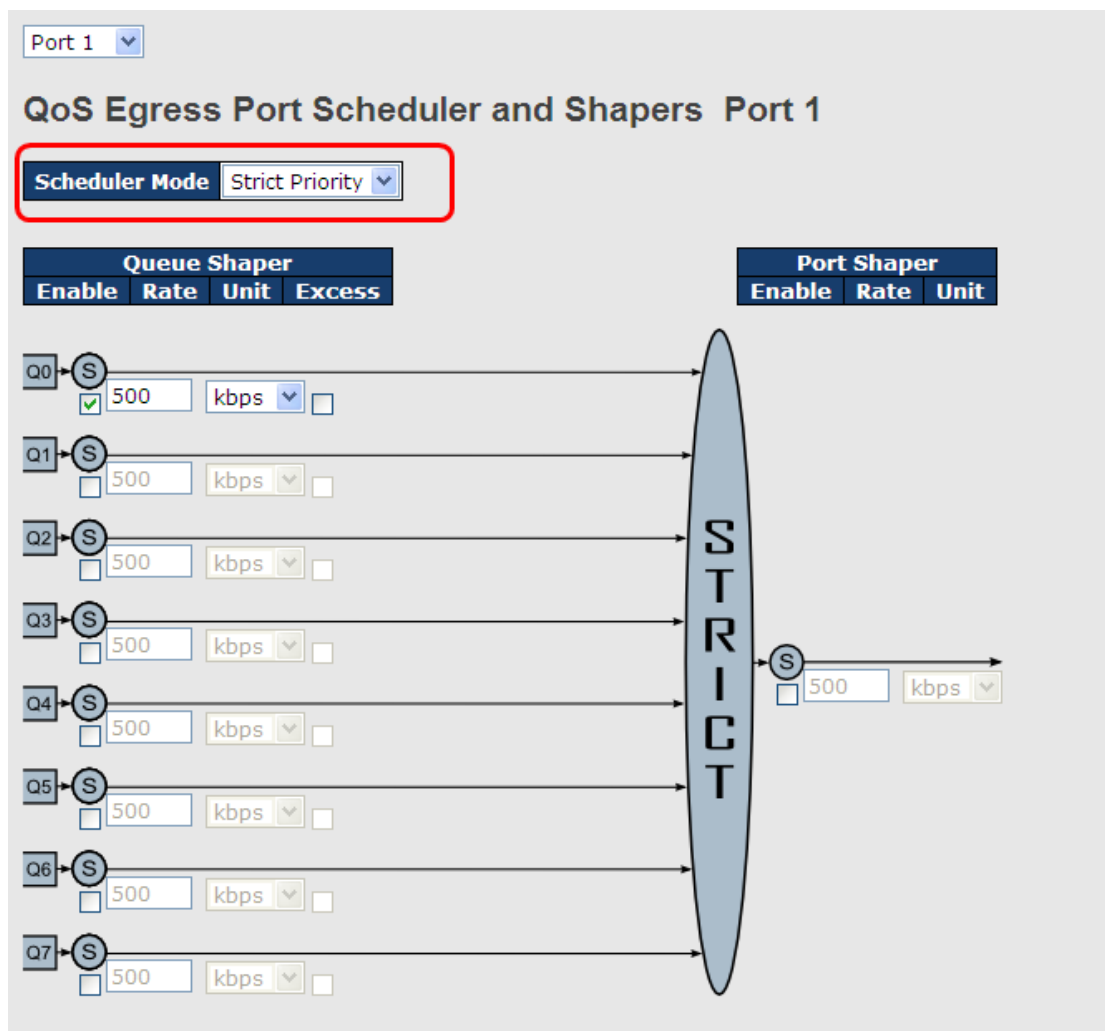 Port 1
QoS Egress Port Scheduler and Shapers Port 1
Scheduler Mode Strict Priority
Queue Shaper Port Shaper
Enable Rate Unit Excess Enable Rate Unit
Q0 S
500 kbps
Q1 S
500 kbps
Q2 S
500 kbps
Q3 S
500 kbps
Q4 S
500 kbps
Q5 S
500 kbps
Q6 S
500 kbps
Q7 S
500 kbps
STRICT
S
500 kbps